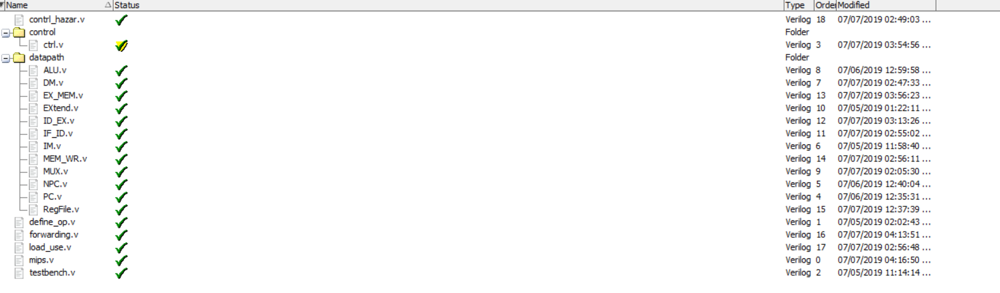 Name Status Type Order Modified
contrl_hazar.v Verilog 18 07/07/2019 02:49:03 ...
control Folder
ctrl.v Verilog 3 07/07/2019 03:54:56 ...
datapath Folder
ALU.v Verilog 8 07/06/2019 12:59:58 ...
DM.v Verilog 7 07/07/2019 02:47:33 ...
EX_MEM.v Verilog 13 07/07/2019 03:56:23 ...
EXtend.v Verilog 10 07/05/2019 01:22:11 ...
ID_EX.v Verilog 12 07/07/2019 03:13:26 ...
IF_ID.v Verilog 11 07/07/2019 02:55:02 ...
IM.v Verilog 6 07/05/2019 11:58:40 ...
MEM_WR.v Verilog 14 07/07/2019 02:56:11 ...
MUX.v Verilog 9 07/07/2019 02:05:30 ...
NPC.v Verilog 5 07/06/2019 12:40:04 ...
PC.v Verilog 4 07/06/2019 12:35:31 ...
RegFile.v Verilog 15 07/07/2019 12:37:39 ...
define_op.v Verilog 1 07/05/2019 02:02:43 ...
forwarding.v Verilog 16 07/07/2019 04:13:51 ...
load_use.v Verilog 17 07/07/2019 02:56:48 ...
mips.v Verilog 0 07/07/2019 04:16:50 ...
testbench.v Verilog 2 07/05/2019 11:14:14 ...